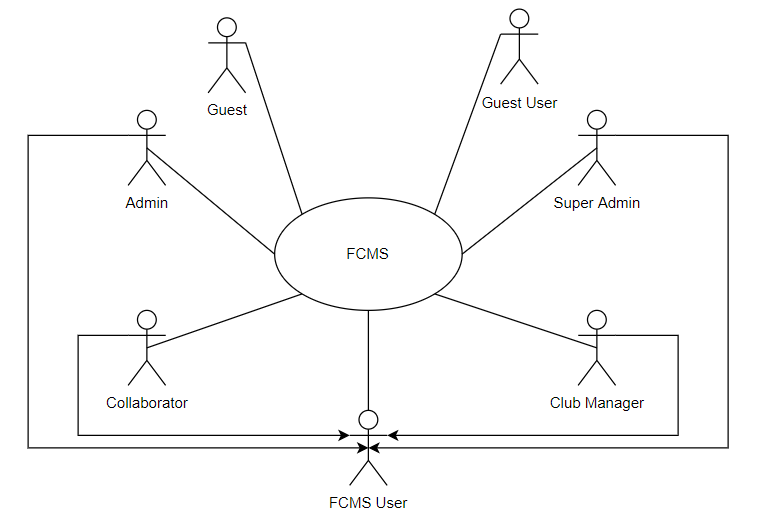 Guest User
Guest
Admin
Super Admin
FCMS
Collaborator
Club Manager
FCMS User